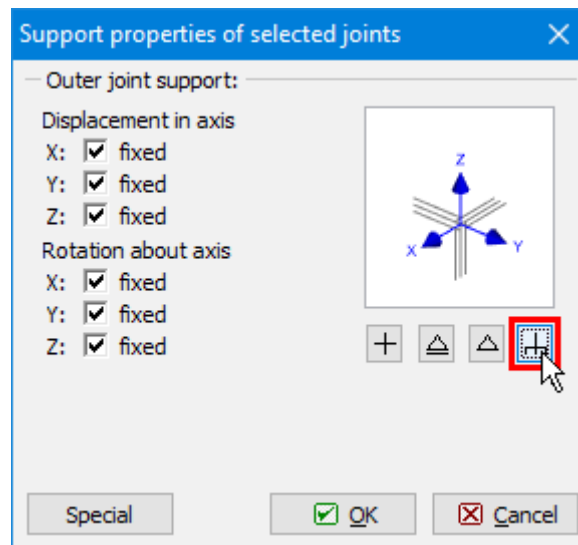 Support properties of selected joints
Outer joint support:
Displacement in axis
X: fixed
Y: fixed
Z: fixed
Rotation about axis
X: fixed
Y: fixed
Z: fixed
Z
X
Y
Special
OK
Cancel